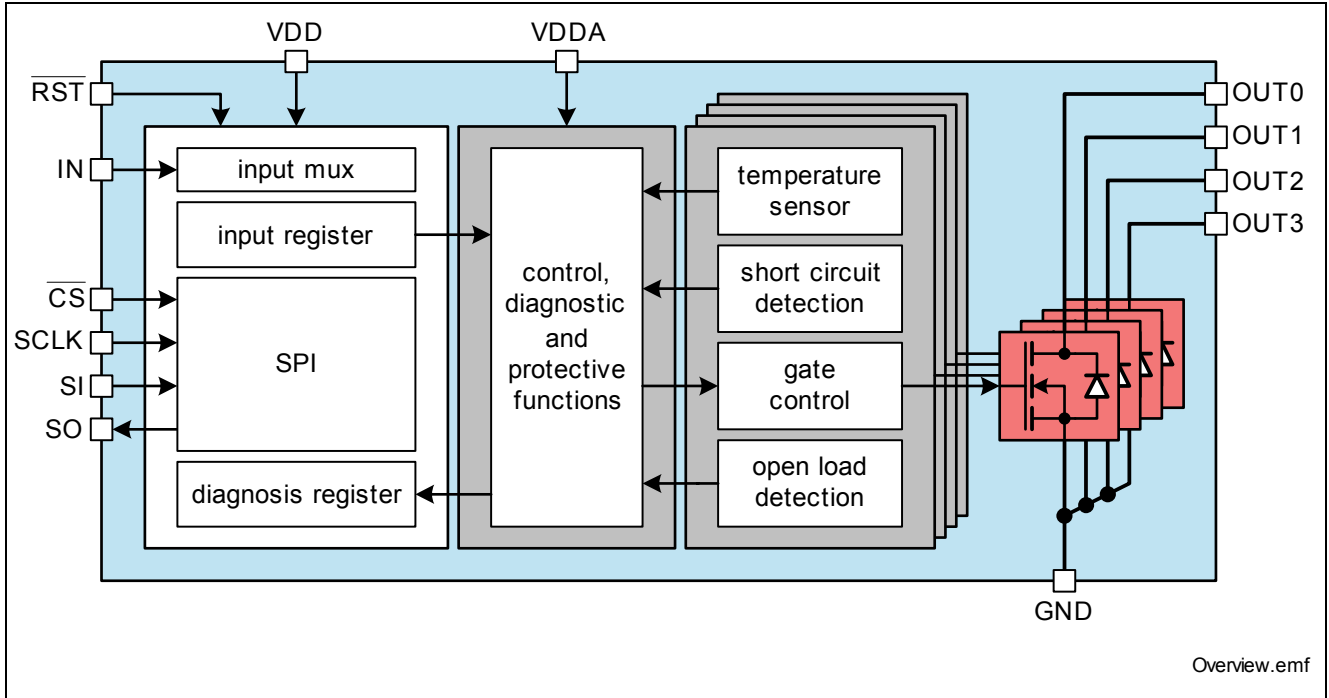 VDD
VDDA
RST
IN
CS
SCLK
SI
SO
input mux
input register
SPI
diagnosis register
control,
diagnostic
and
protective
functions
temperature
sensor
short circuit
detection
gate
control
open load
detection
OUT0
OUT1
OUT2
OUT3
GND
Overview.emf